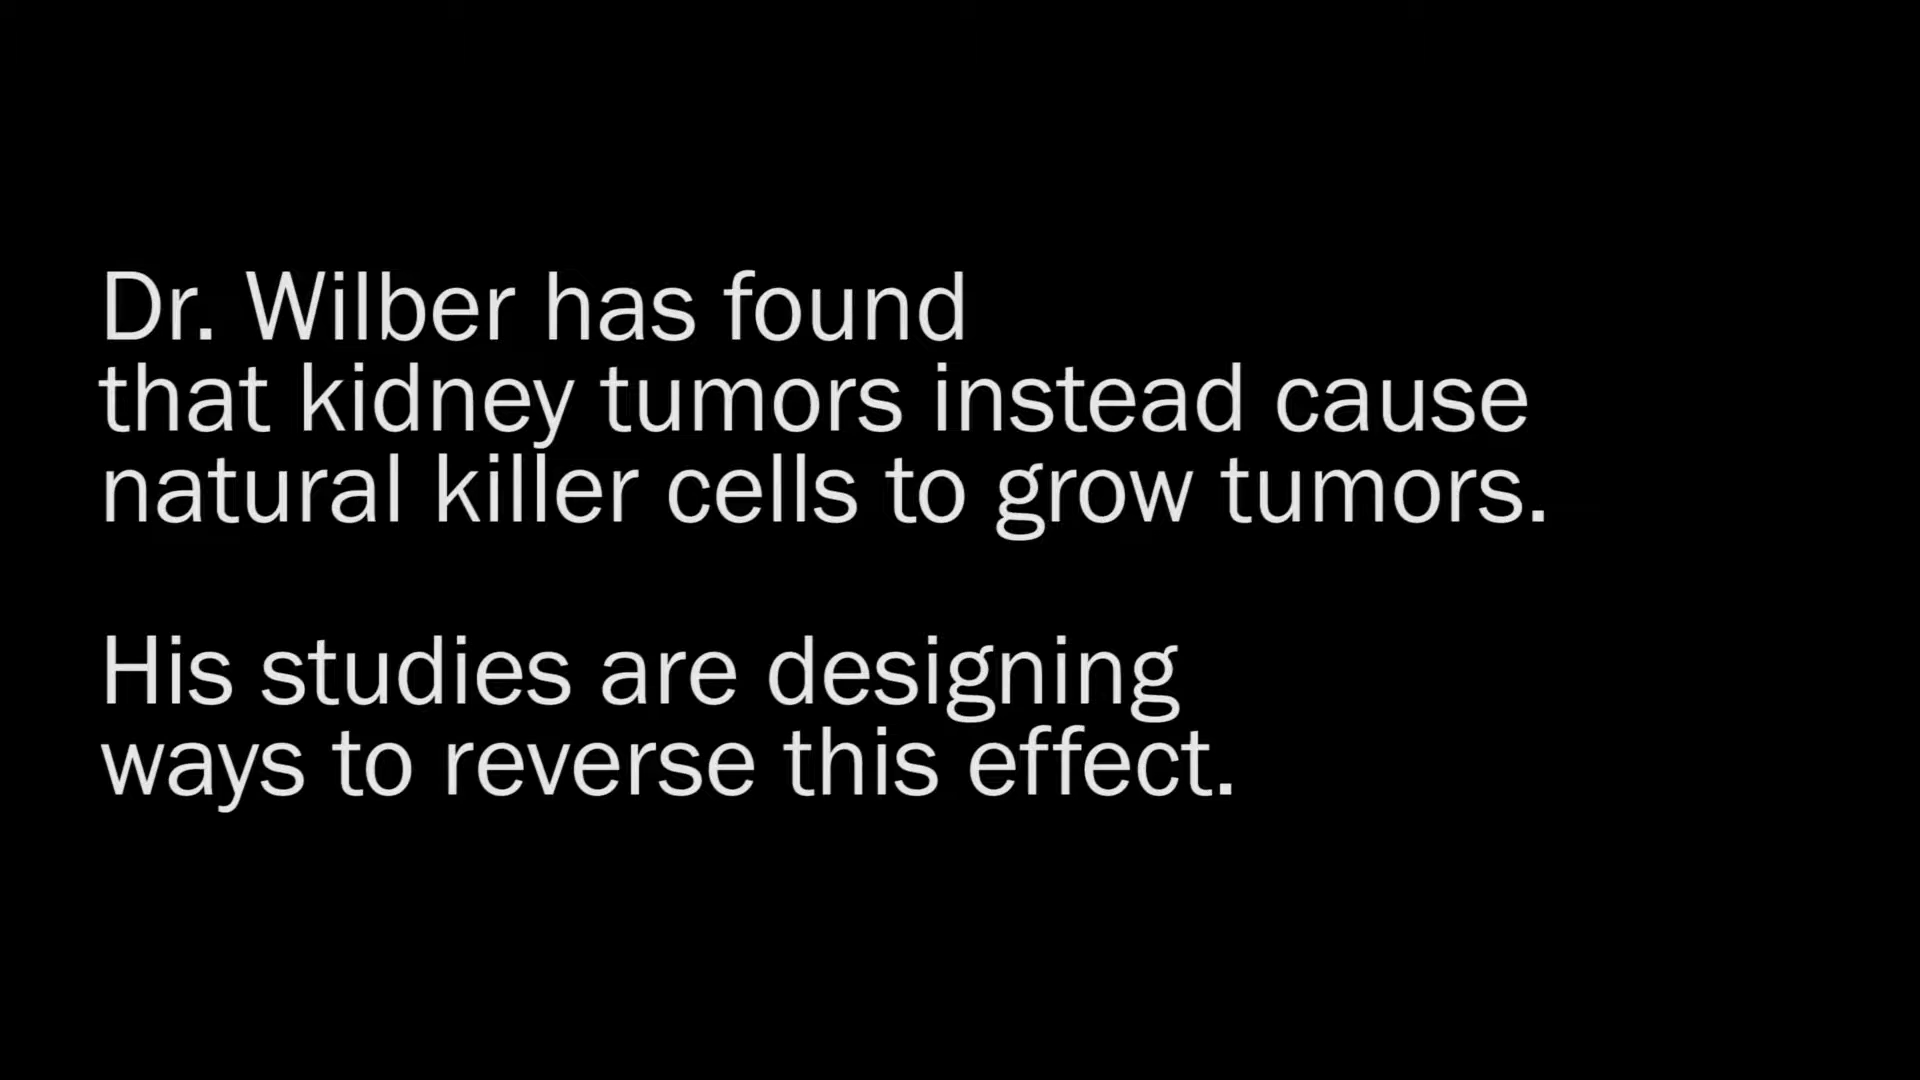 Dr. Wilber has found
that kidney tumors instead cause
natural killer cells to grow tumors.
His studies are designing
ways to reverse this effect.